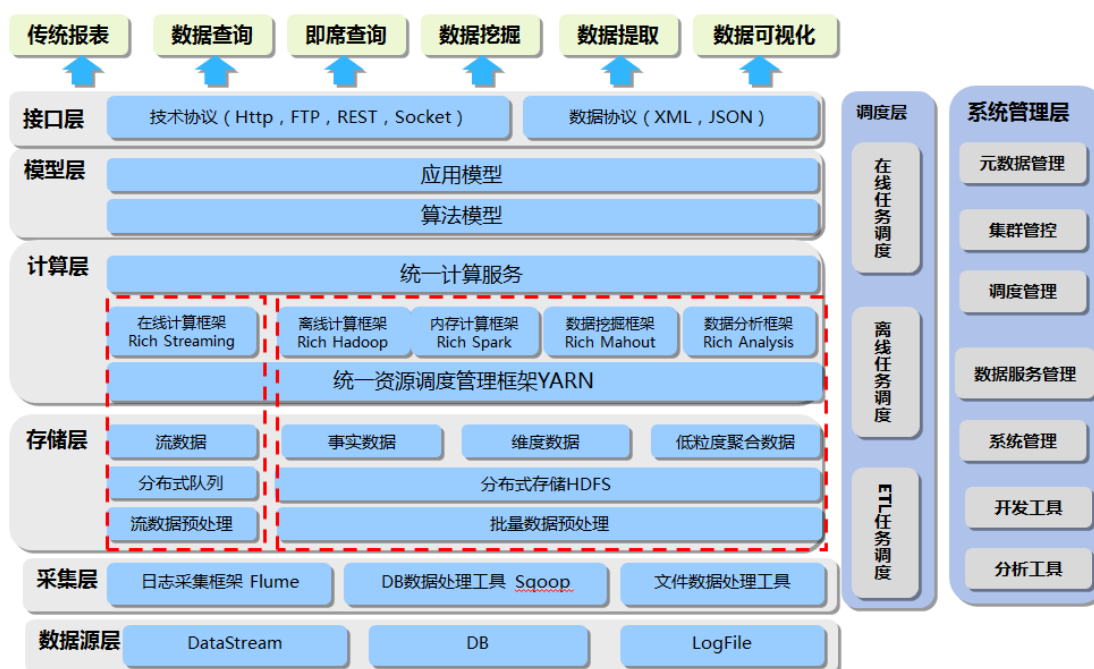 传统报表
数据查询
即席查询
数据挖掘
数据提取
数据可视化
接口层
技术协议（Http，FTP，REST，Socket）
数据协议（XML，JSON）
模型层
应用模型
算法模型
计算层
统一计算服务
在线计算框架
Rich Streaming
离线计算框架
Rich Hadoop
内存计算框架
Rich Spark
数据挖掘框架
Rich Mahout
数据分析框架
Rich Analysis
统一资源调度管理框架YARN
存储层
流数据
事实数据
维度数据
低粒度聚合数据
分布式队列
分布式存储HDFS
流数据预处理
批量数据预处理
采集层
日志采集框架 Flume
DB数据处理工具 Sqoop
文件数据处理工具
数据源层
DataStream
DB
LogFile
调度层
在线任务调度
离线任务调度
ETL任务调度
系统管理层
元数据管理
集群管控
调度管理
数据服务管理
系统管理
开发工具
分析工具